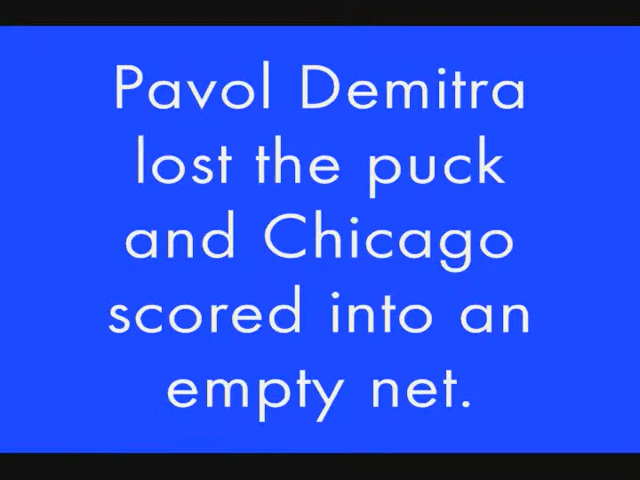 Pavol Demitra
lost the puck
and Chicago
scored into an
empty net.